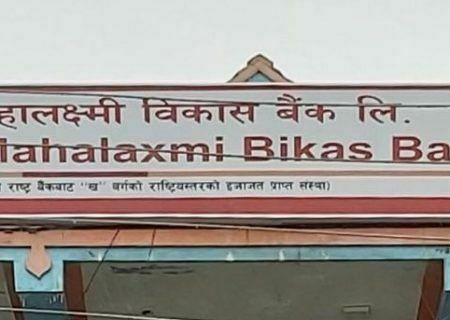 हालक्ष्मी विकास बैंक लि.
Mahalaxmi Bikas Ba
राष्ट्र बैंकबाट "ख" वर्गको राष्ट्रियस्तरको इजाजत प्राप्त संस्था)